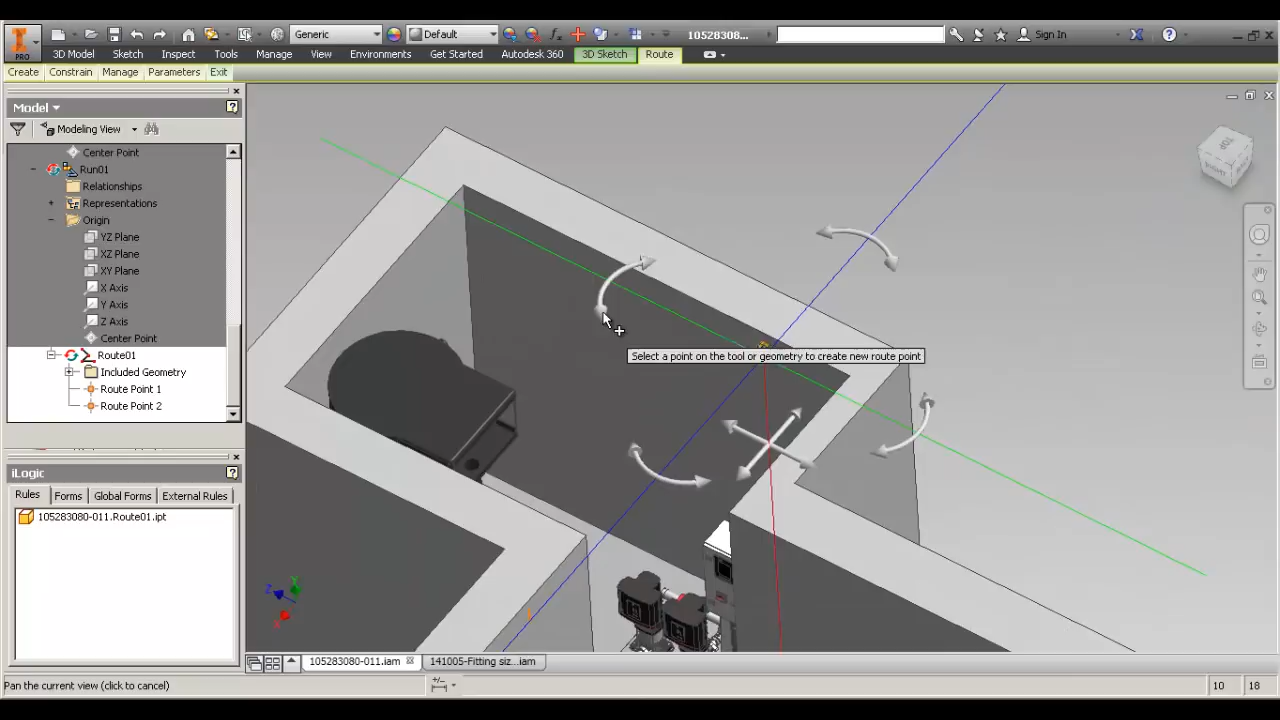 Generic
Default
fx
10528308...
Sign In
PRO
3D Model Sketch Inspect Tools Manage View Environments Get Started Autodesk 360 3D Sketch Route
Create Constrain Manage Parameters Exit
Model
Modeling View
Center Point
Run01
Relationships
Representations
Origin
YZ Plane
XZ Plane
XY Plane
X Axis
Y Axis
Z Axis
Center Point
Route01
Included Geometry
Route Point 1
Route Point 2
Select a point on the tool or geometry to create new route point
TOP
iLogic
Rules Forms Global Forms External Rules
105283080-011.Route01.ipt
Z Y
X
105283080-011.iam 141005-Fitting siz...iam
Pan the current view (click to cancel)
10 18